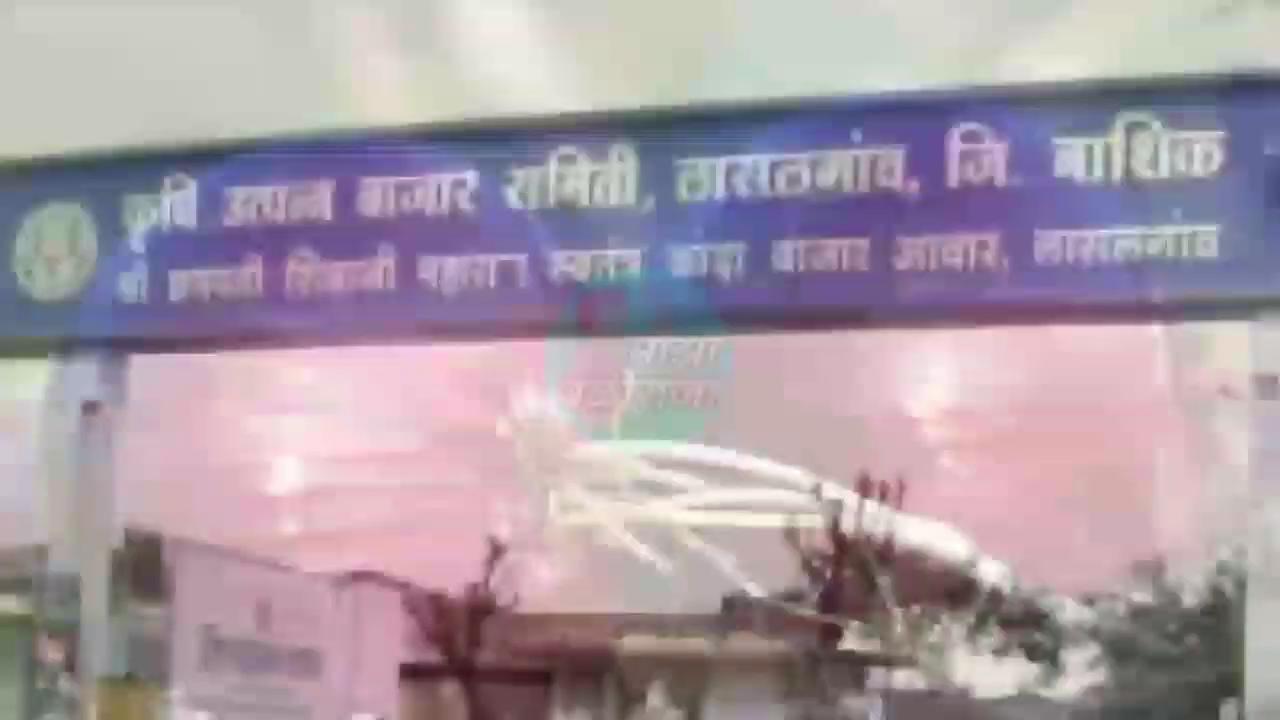 कृषि उत्पन्न बाजार समिती, लासलगांव, जि. नाशिक
श्री छत्रपती शिवाजी महाराज स्वतंत्र कांदा बाजार आवार, लासलगांव